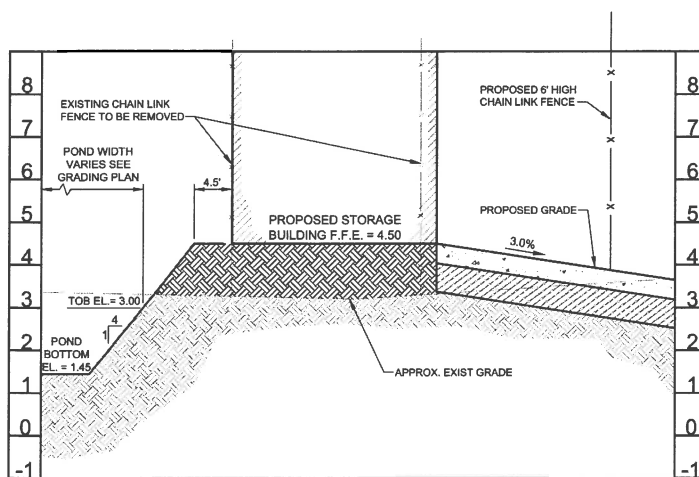 8
7
6
5
4
3
2
1
0
-1
EXISTING CHAIN LINK
FENCE TO BE REMOVED
POND WIDTH
VARIES SEE
GRADING PLAN
4.5'
PROPOSED STORAGE
BUILDING F.F.E. = 4.50
TOB EL.= 3.00
4
1
POND
BOTTOM
EL. = 1.45
APPROX. EXIST GRADE
PROPOSED 6' HIGH
CHAIN LINK FENCE
X
X
X
PROPOSED GRADE
3.0%
8
7
6
5
4
3
2
1
0
-1